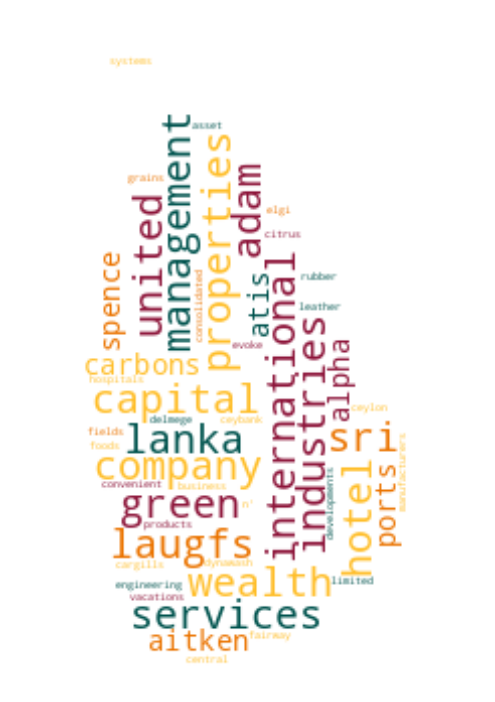 systems
asset
management
properties
grains
united
adam
elgi
citrus
spence
consolidated
atis
international
rubber
leather
industries
evoke
alpha
carbons
hospitals
capital
ceylon
delmege
ceybank
fields
lanka
sri
manufacturers
foods
company
hotel
ports
convenient
business
developments
green
n'
products
laugfs
cargills
dynawash
wealth
engineering
limited
vacations
services
aitken
fairway
central